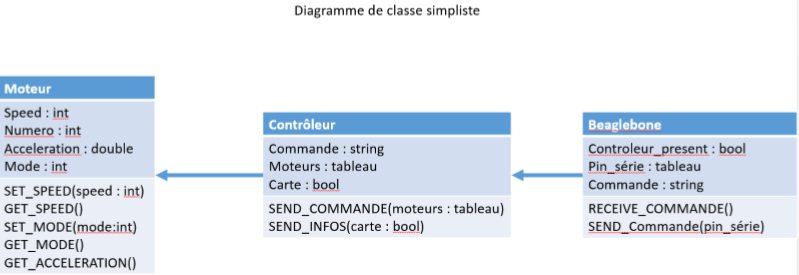 Diagramme de classe simpliste
Moteur
Speed : int
Numero : int
Acceleration : double
Mode : int
SET_SPEED(speed : int)
GET_SPEED()
SET_MODE(mode:int)
GET_MODE()
GET_ACCELERATION()
Contrôleur
Commande : string
Moteurs : tableau
Carte : bool
SEND_COMMANDE(moteurs : tableau)
SEND_INFOS(carte : bool)
Beaglebone
Controleur_present : bool
Pin_série : tableau
Commande : string
RECEIVE_COMMANDE()
SEND_Commande(pin_série)